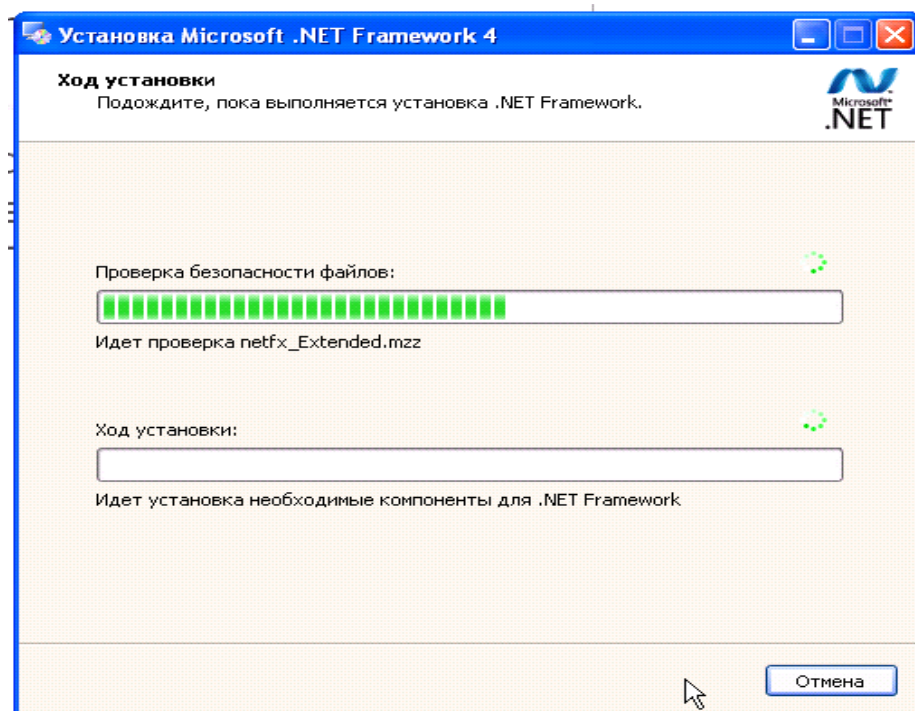 Установка Microsoft .NET Framework 4
Ход установки
Подождите, пока выполняется установка .NET Framework.
Microsoft®
.NET
Проверка безопасности файлов:
Идет проверка netfx_Extended.mzz
Ход установки:
Идет установка необходимые компоненты для .NET Framework
Отмена